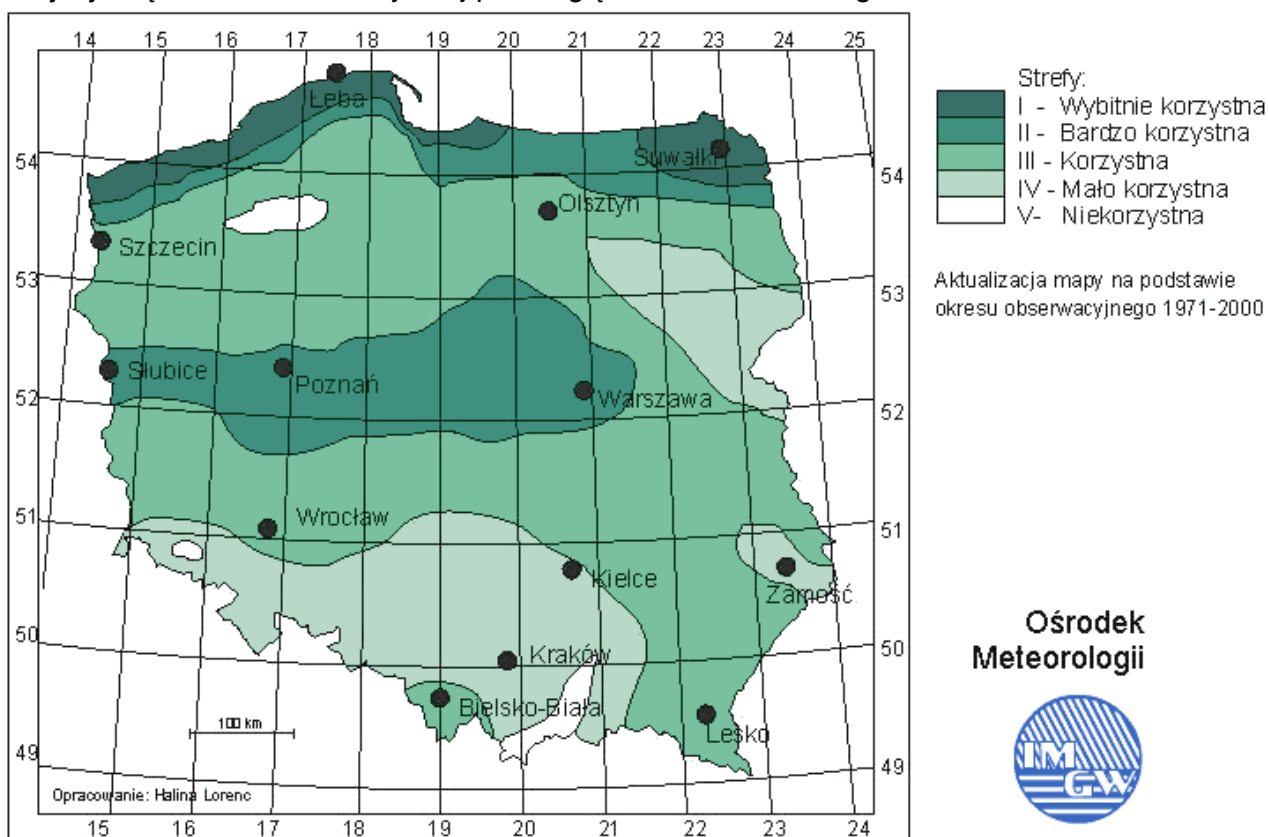 14 15 16 17 18 19 20 21 22 23 24 25
Łeba
54
Suwałki
54
Olsztyn
Szczecin
53
53
Słubice
Poznań
52
Warszawa
52
51
Wrocław
51
Kielce
Zamość
50
Kraków
50
Bielsko-Biała
100 km
Lesko
49
49
Opracowanie: Halina Lorenc
15 16 17 18 19 20 21 22 23 24
Strefy:
I - Wybitnie korzystna
II - Bardzo korzystna
III - Korzystna
IV - Mało korzystna
V- Niekorzystna
Aktualizacja mapy na podstawie
okresu obserwacyjnego 1971-2000
Ośrodek
Meteorologii
IM
GW